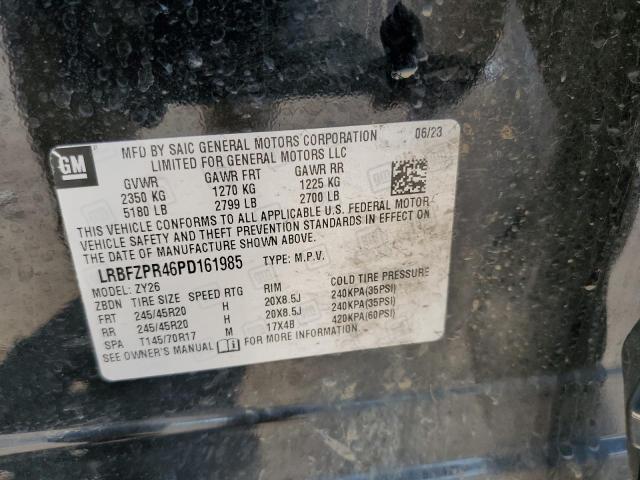 GM
MFD BY SAIC GENERAL MOTORS CORPORATION 06/23
LIMITED FOR GENERAL MOTORS LLC
GVWR GAWR FRT GAWR RR
2350 KG 1270 KG 1225 KG
5180 LB 2799 LB 2700 LB
THIS VEHICLE CONFORMS TO ALL APPLICABLE U.S. FEDERAL MOTOR
VEHICLE SAFETY AND THEFT PREVENTION STANDARDS IN EFFECT ON
THE DATE OF MANUFACTURE SHOWN ABOVE.
LRBFZPR46PD161985 TYPE: M.P.V.
MODEL: ZY26
ZBDN TIRE SIZE SPEED RTG RIM COLD TIRE PRESSURE
FRT 245/45R20 H 20X8.5J 240KPA(35PSI)
RR 245/45R20 H 20X8.5J 240KPA(35PSI)
SPA T145/70R17 M 17X4B 420KPA(60PSI)
SEE OWNER'S MANUAL FOR MORE INFORMATION.